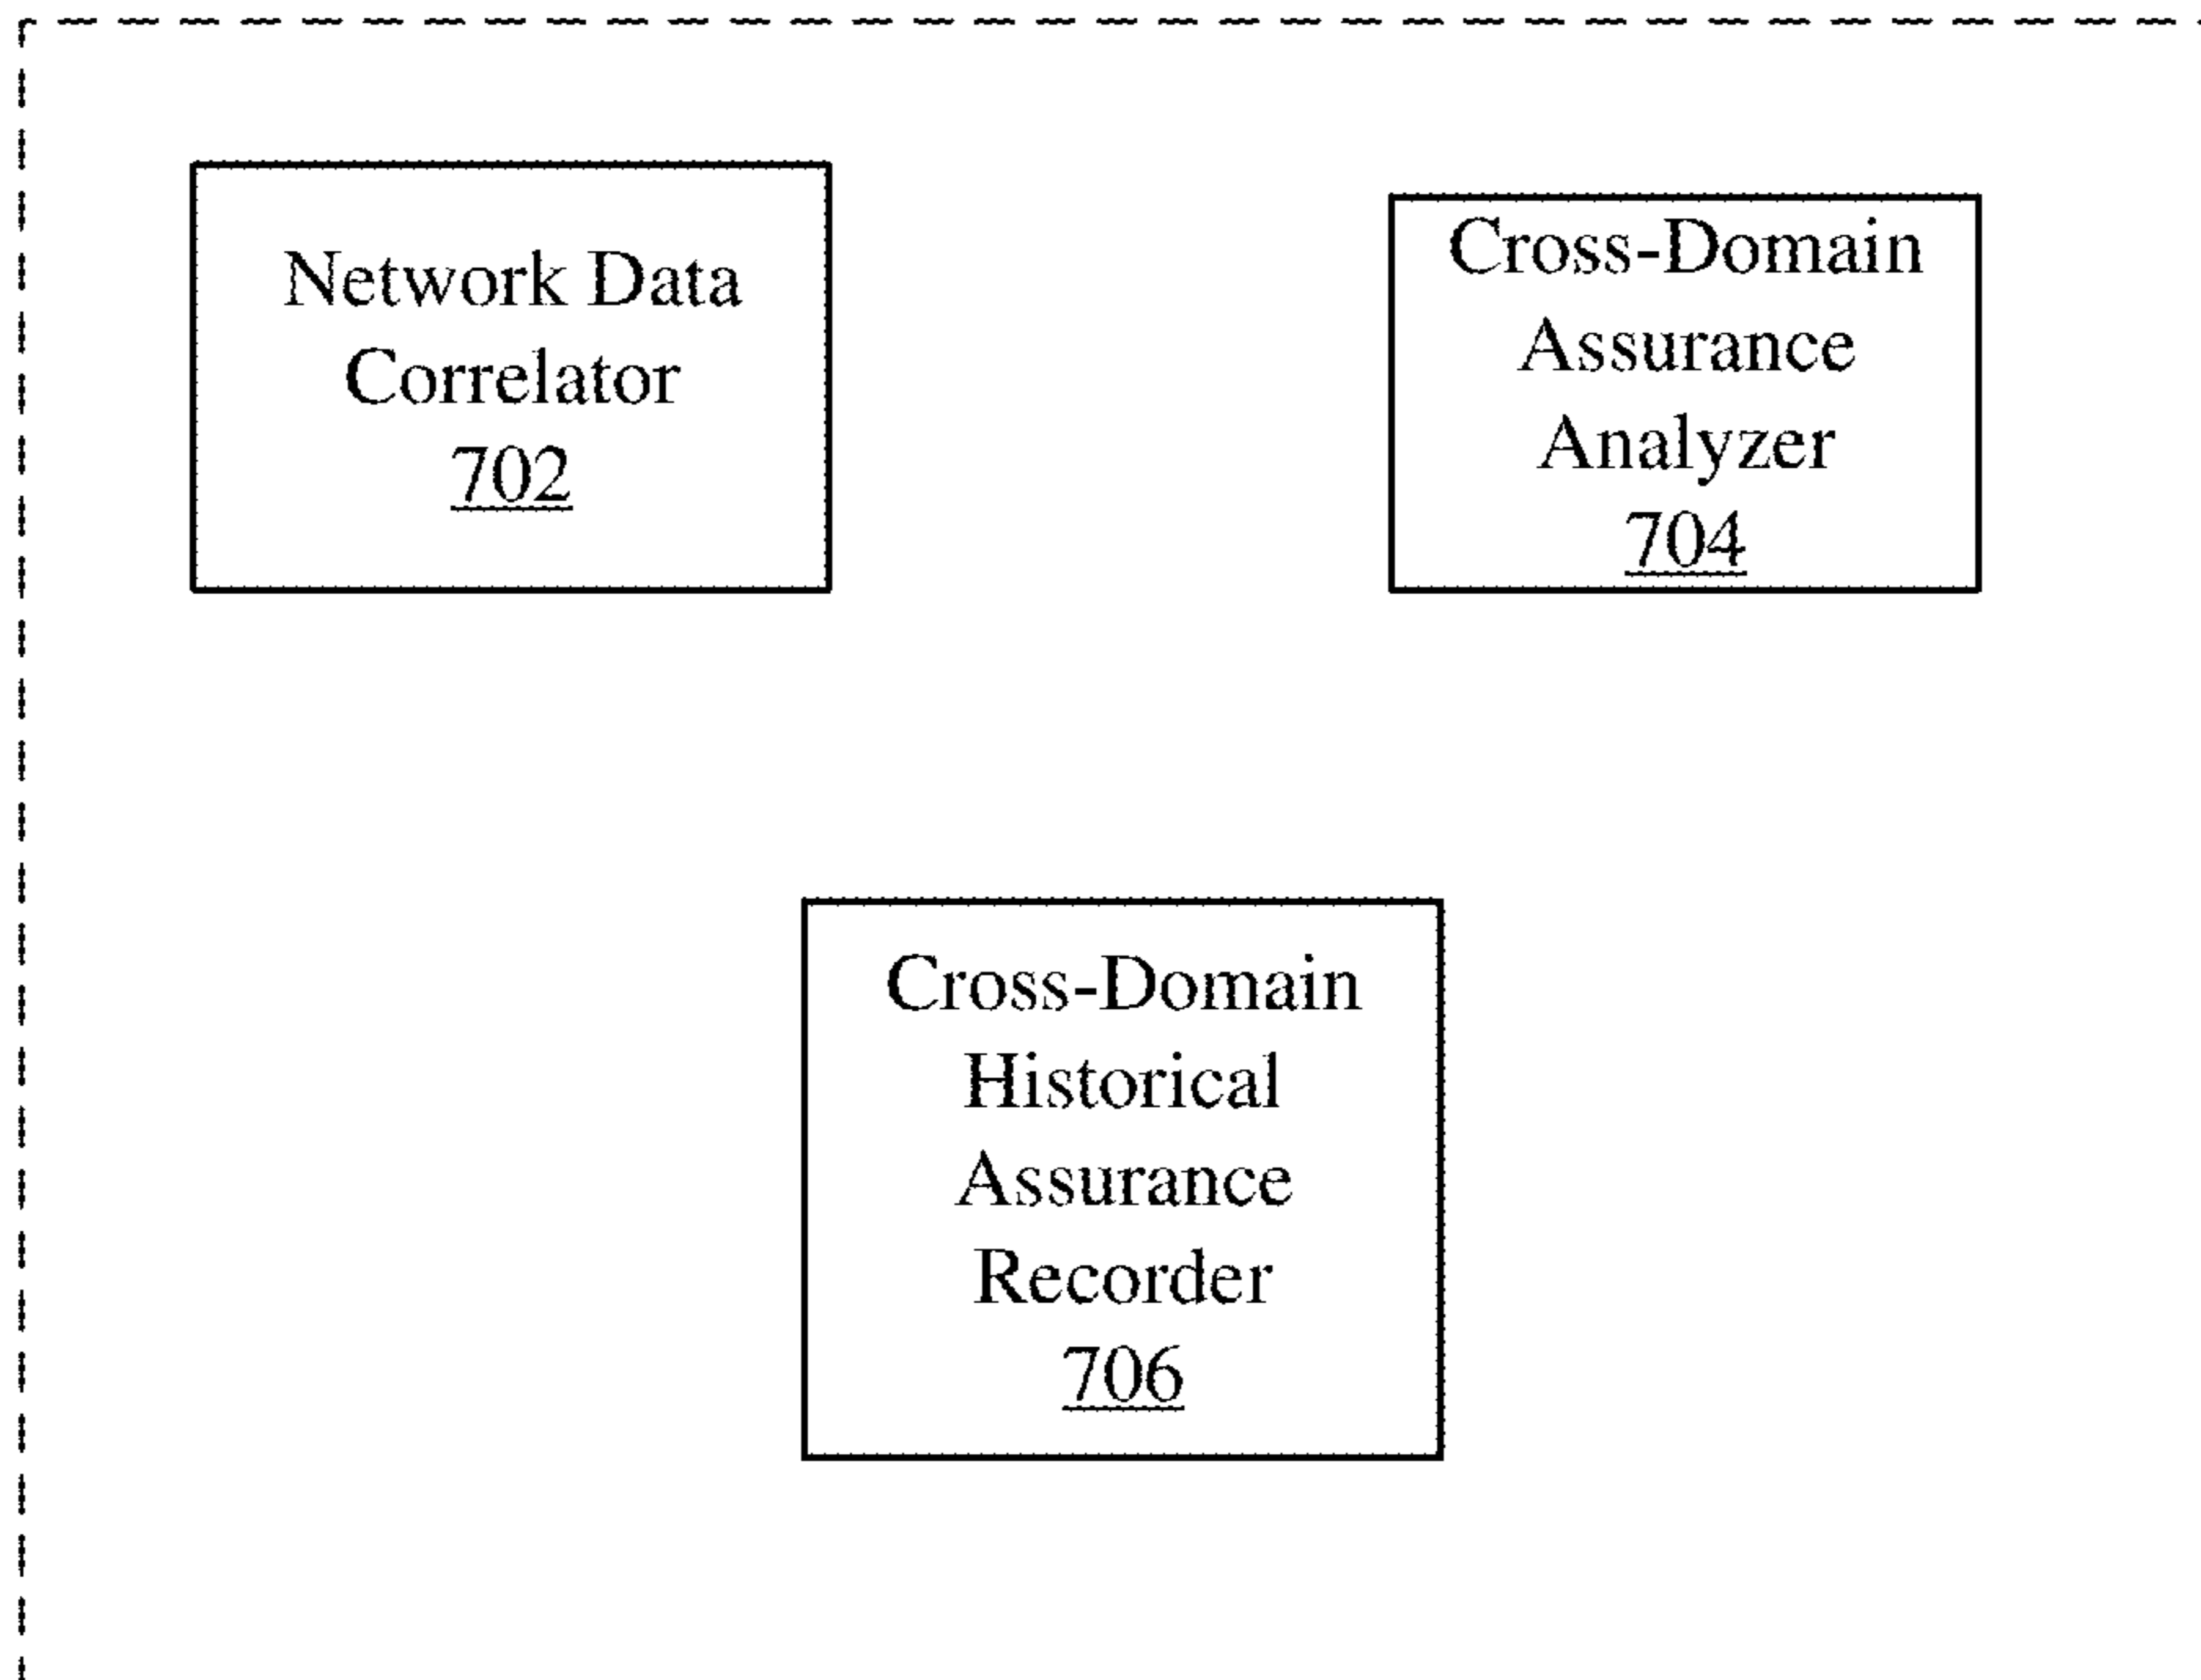 Network Data
Correlator
702
Cross-Domain
Assurance
Analyzer
704
Cross-Domain
Historical
Assurance
Recorder
706